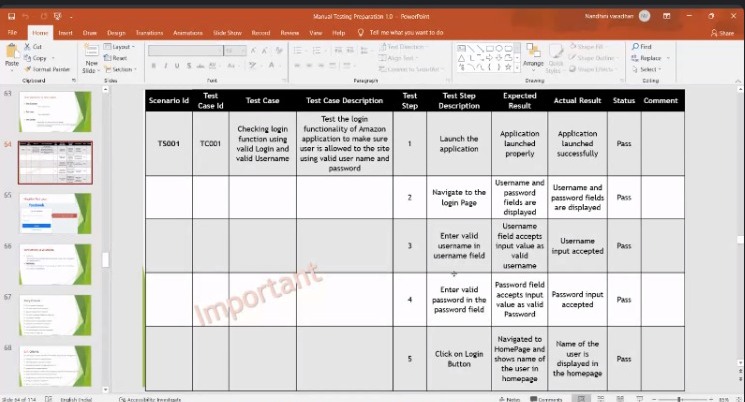 Manual Testing Preparation 1.0 - PowerPoint
Nandhini varadhan
File Home Insert Draw Design Transitions Animations Slide Show Record Review View Help Tell me what you want to do Share
Paste
Cut
Copy
Format Painter
Clipboard
New Slide
Layout
Reset
Section
Slides
Font
Paragraph
Text Direction
Align Text
Convert to SmartArt
Arrange
Quick Styles
Shape Fill
Shape Outline
Shape Effects
Drawing
Find
Replace
Select
Editing
63
64
65
66
67
68
Scenario Id
Test Case Id
Test Case
Test Case Description
Test Step
Test Step Description
Expected Result
Actual Result
Status
Comment
TS001
TC001
Checking login
function using
valid Login and
valid Username
Test the login
functionality of Amazon
application to make sure
user is allowed to the site
using valid user name and
password
1
Launch the
application
Application
launched
properly
Application
launched
successfully
Pass
2
Navigate to the
login Page
Username and
password
fields are
displayed
Username and
password fields
are displayed
Pass
3
Enter valid
username in
username field
Username
field accepts
input value as
valid
username
Username
input accepted
Pass
4
Enter valid
password in the
password field
Password field
accepts input
value as valid
Password
Password input
accepted
Pass
5
Click on Login
Button
Navigated to
HomePage and
shows name of
the user in
homepage
Name of the
user is
displayed in
the homepage
Pass
Important
Slide 64 of 114
English (India)
Accessibility: Investigate
Notes
Comments